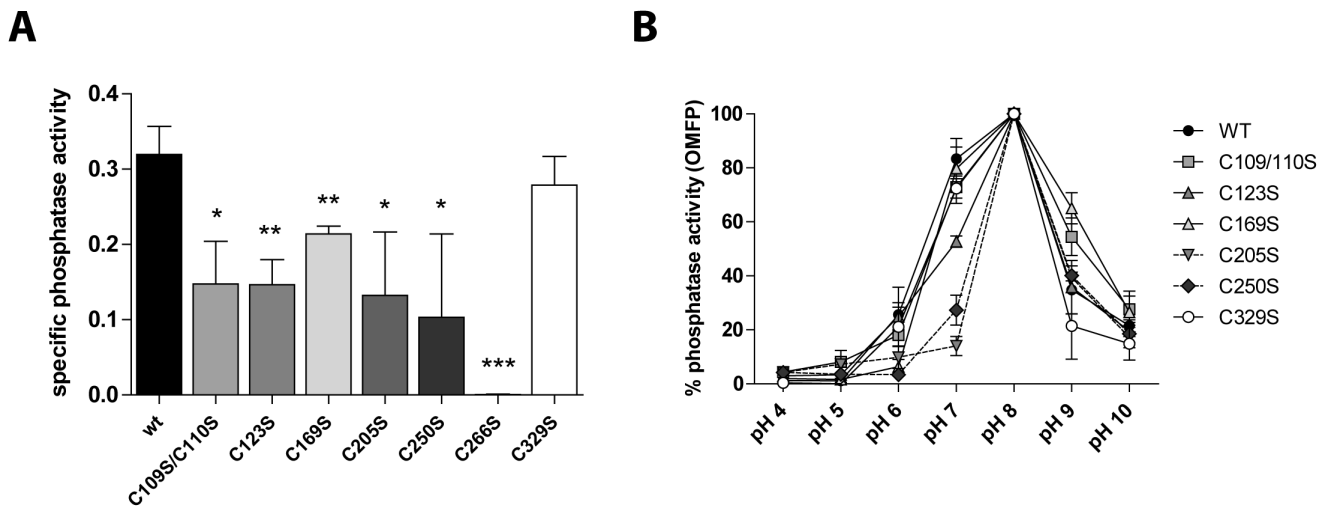 A
specific phosphatase activity
0.4
0.3
0.2
0.1
0.0
*
**
**
*
*
***
wt
C109S/C110S
C123S
C169S
C205S
C250S
C266S
C329S
B
% phosphatase activity (OMFP)
100
80
60
40
20
0
pH 4
pH 5
pH 6
pH 7
pH 8
pH 9
pH 10
WT
C109/110S
C123S
C169S
C205S
C250S
C329S